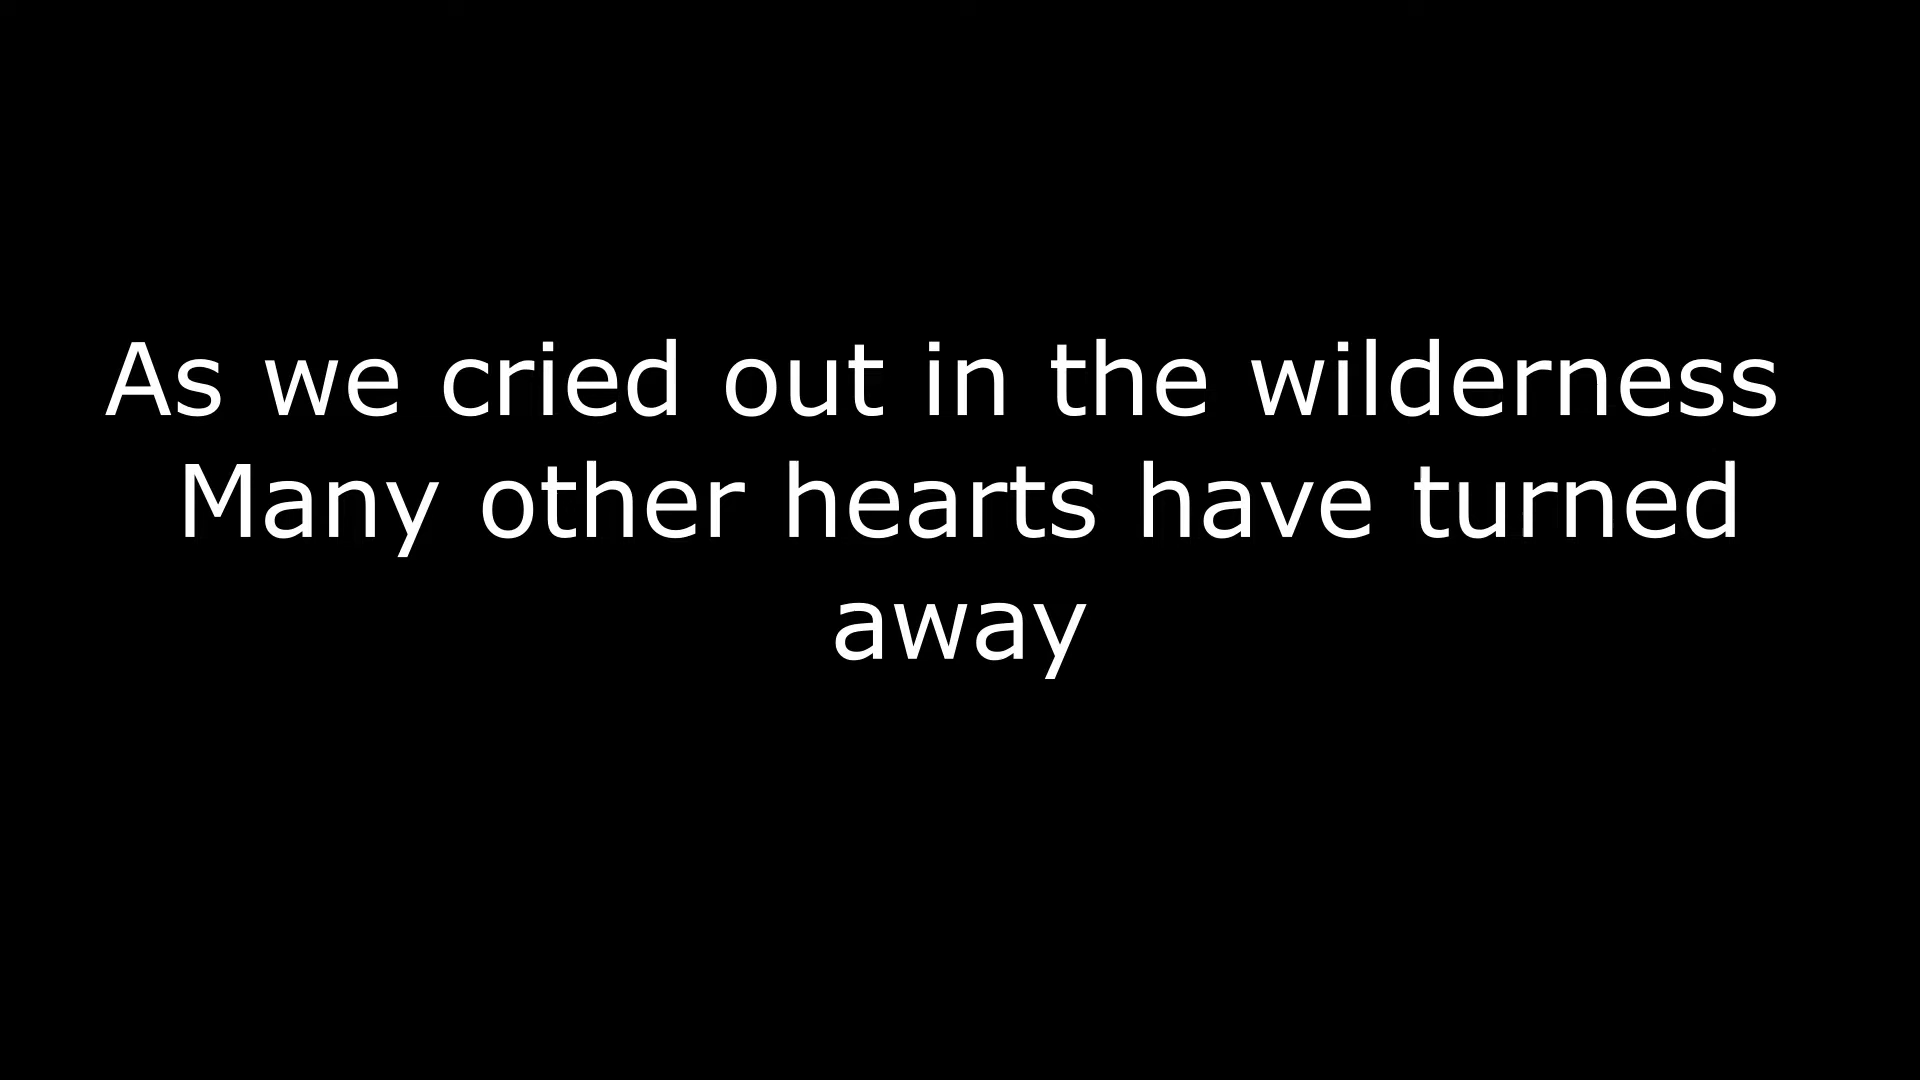 As we cried out in the wilderness
Many other hearts have turned
away